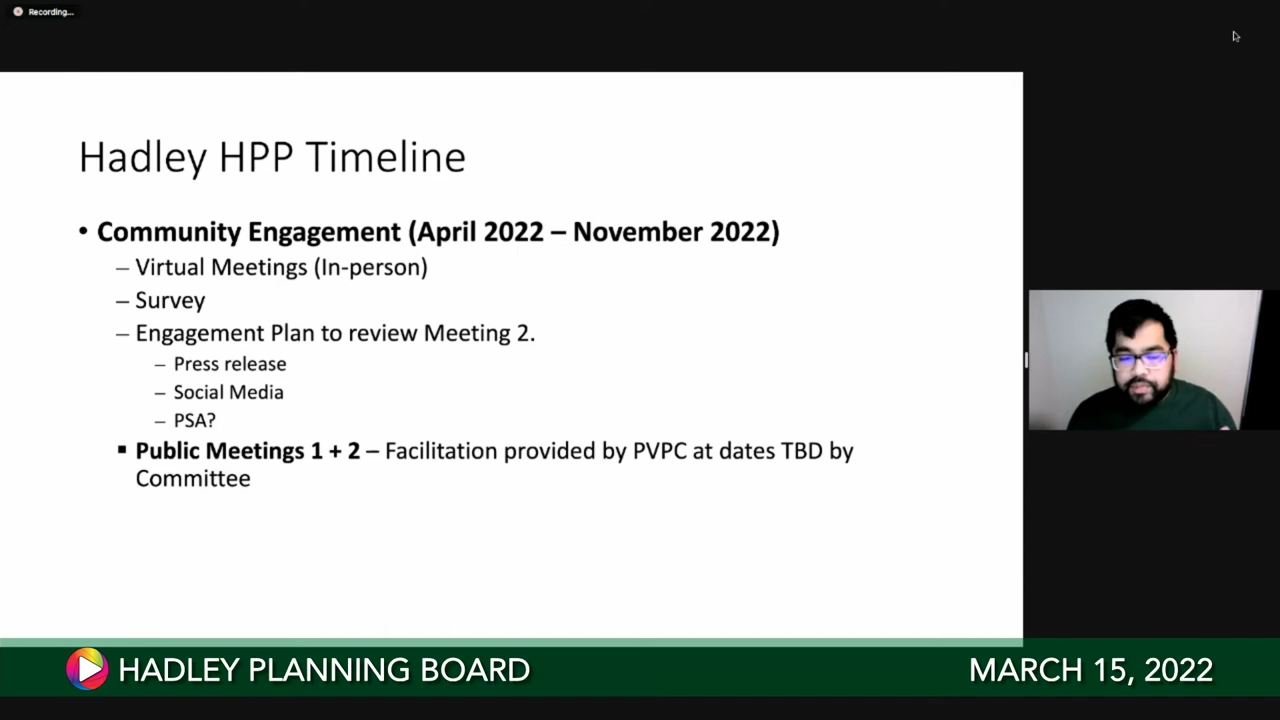 Recording...
Hadley HPP Timeline
• Community Engagement (April 2022 – November 2022)
– Virtual Meetings (In-person)
– Survey
– Engagement Plan to review Meeting 2.
– Press release
– Social Media
– PSA?
▪ Public Meetings 1 + 2 – Facilitation provided by PVPC at dates TBD by
Committee
HADLEY PLANNING BOARD
MARCH 15, 2022